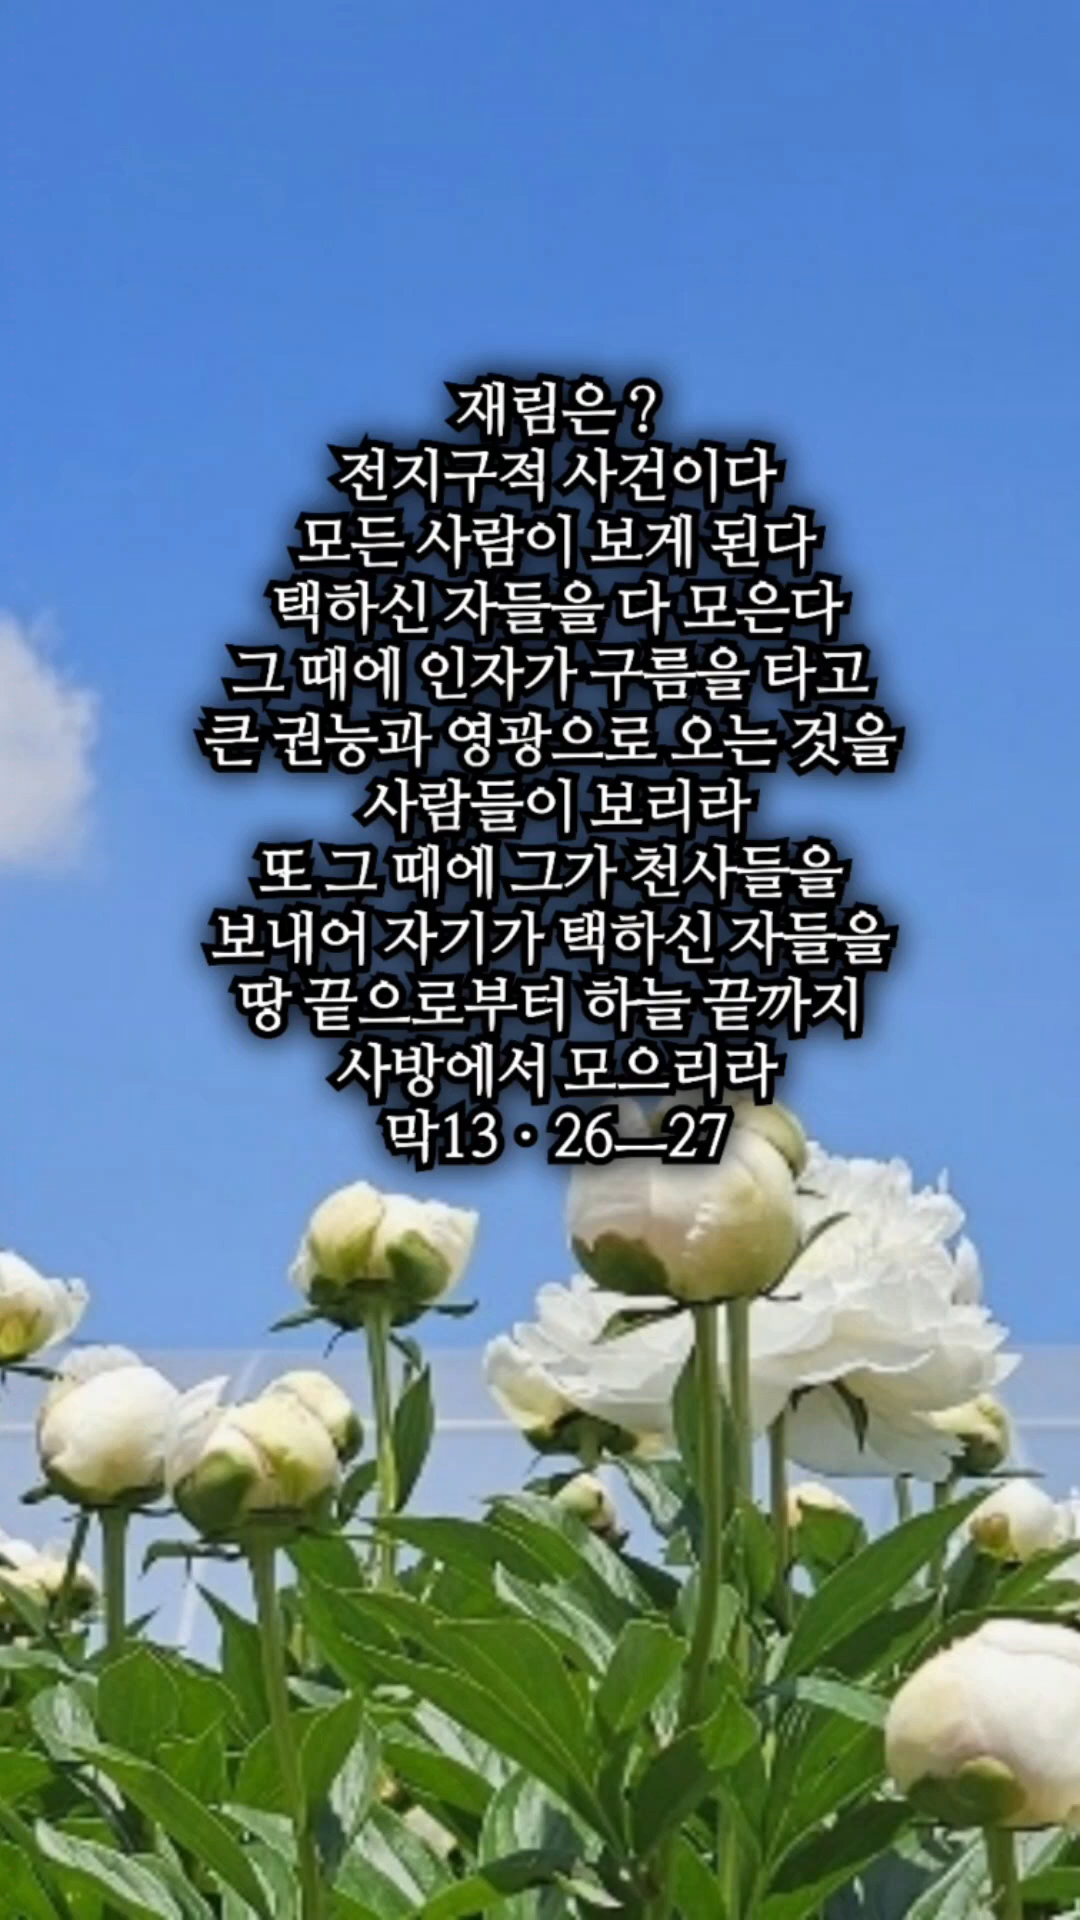 재림은?
전지구적 사건이다
모든 사람이 보게 된다
택하신 자들을 다 모은다
그 때에 인자가 구름을 타고
큰 권능과 영광으로 오는 것을
사람들이 보리라
또 그 때에 그가 천사들을
보내어 자기가 택하신 자들을
땅 끝으로부터 하늘 끝까지
사방에서 모으리라
막13·26—27